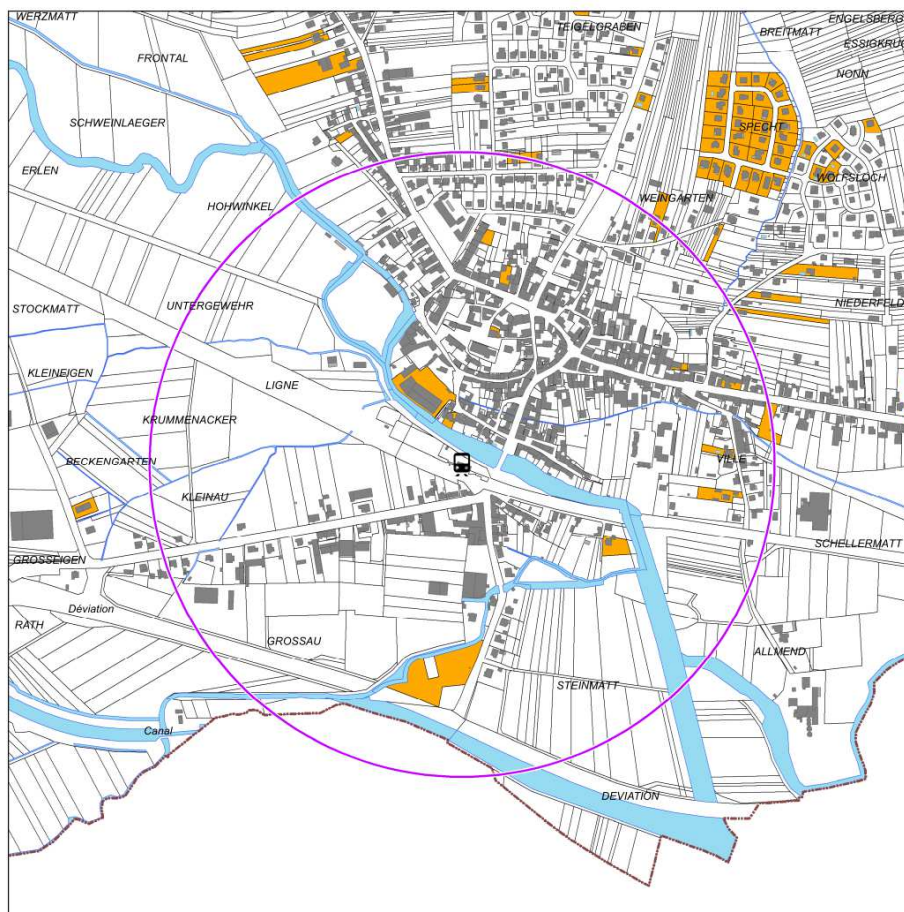 WERZMATT
ENGELSBERG
TEIGELGRABEN
BREITMATT
ESSIGKRUG
FRONTAL
NONN
SCHWEINLAEGER
SPECHT
ERLEN
WOLFSLOCH
HOHWINKEL
WEINGARTEN
STOCKMATT
UNTERGEWEHR
NIEDERFELD
KLEINEIGEN
LIGNE
KRUMMENACKER
BECKENGARTEN
VILLE
KLEINAU
GROSSEIGEN
SCHELLERMATT
Déviation
RATH
GROSSAU
ALLMEND
STEINMATT
Canal
DEVIATION